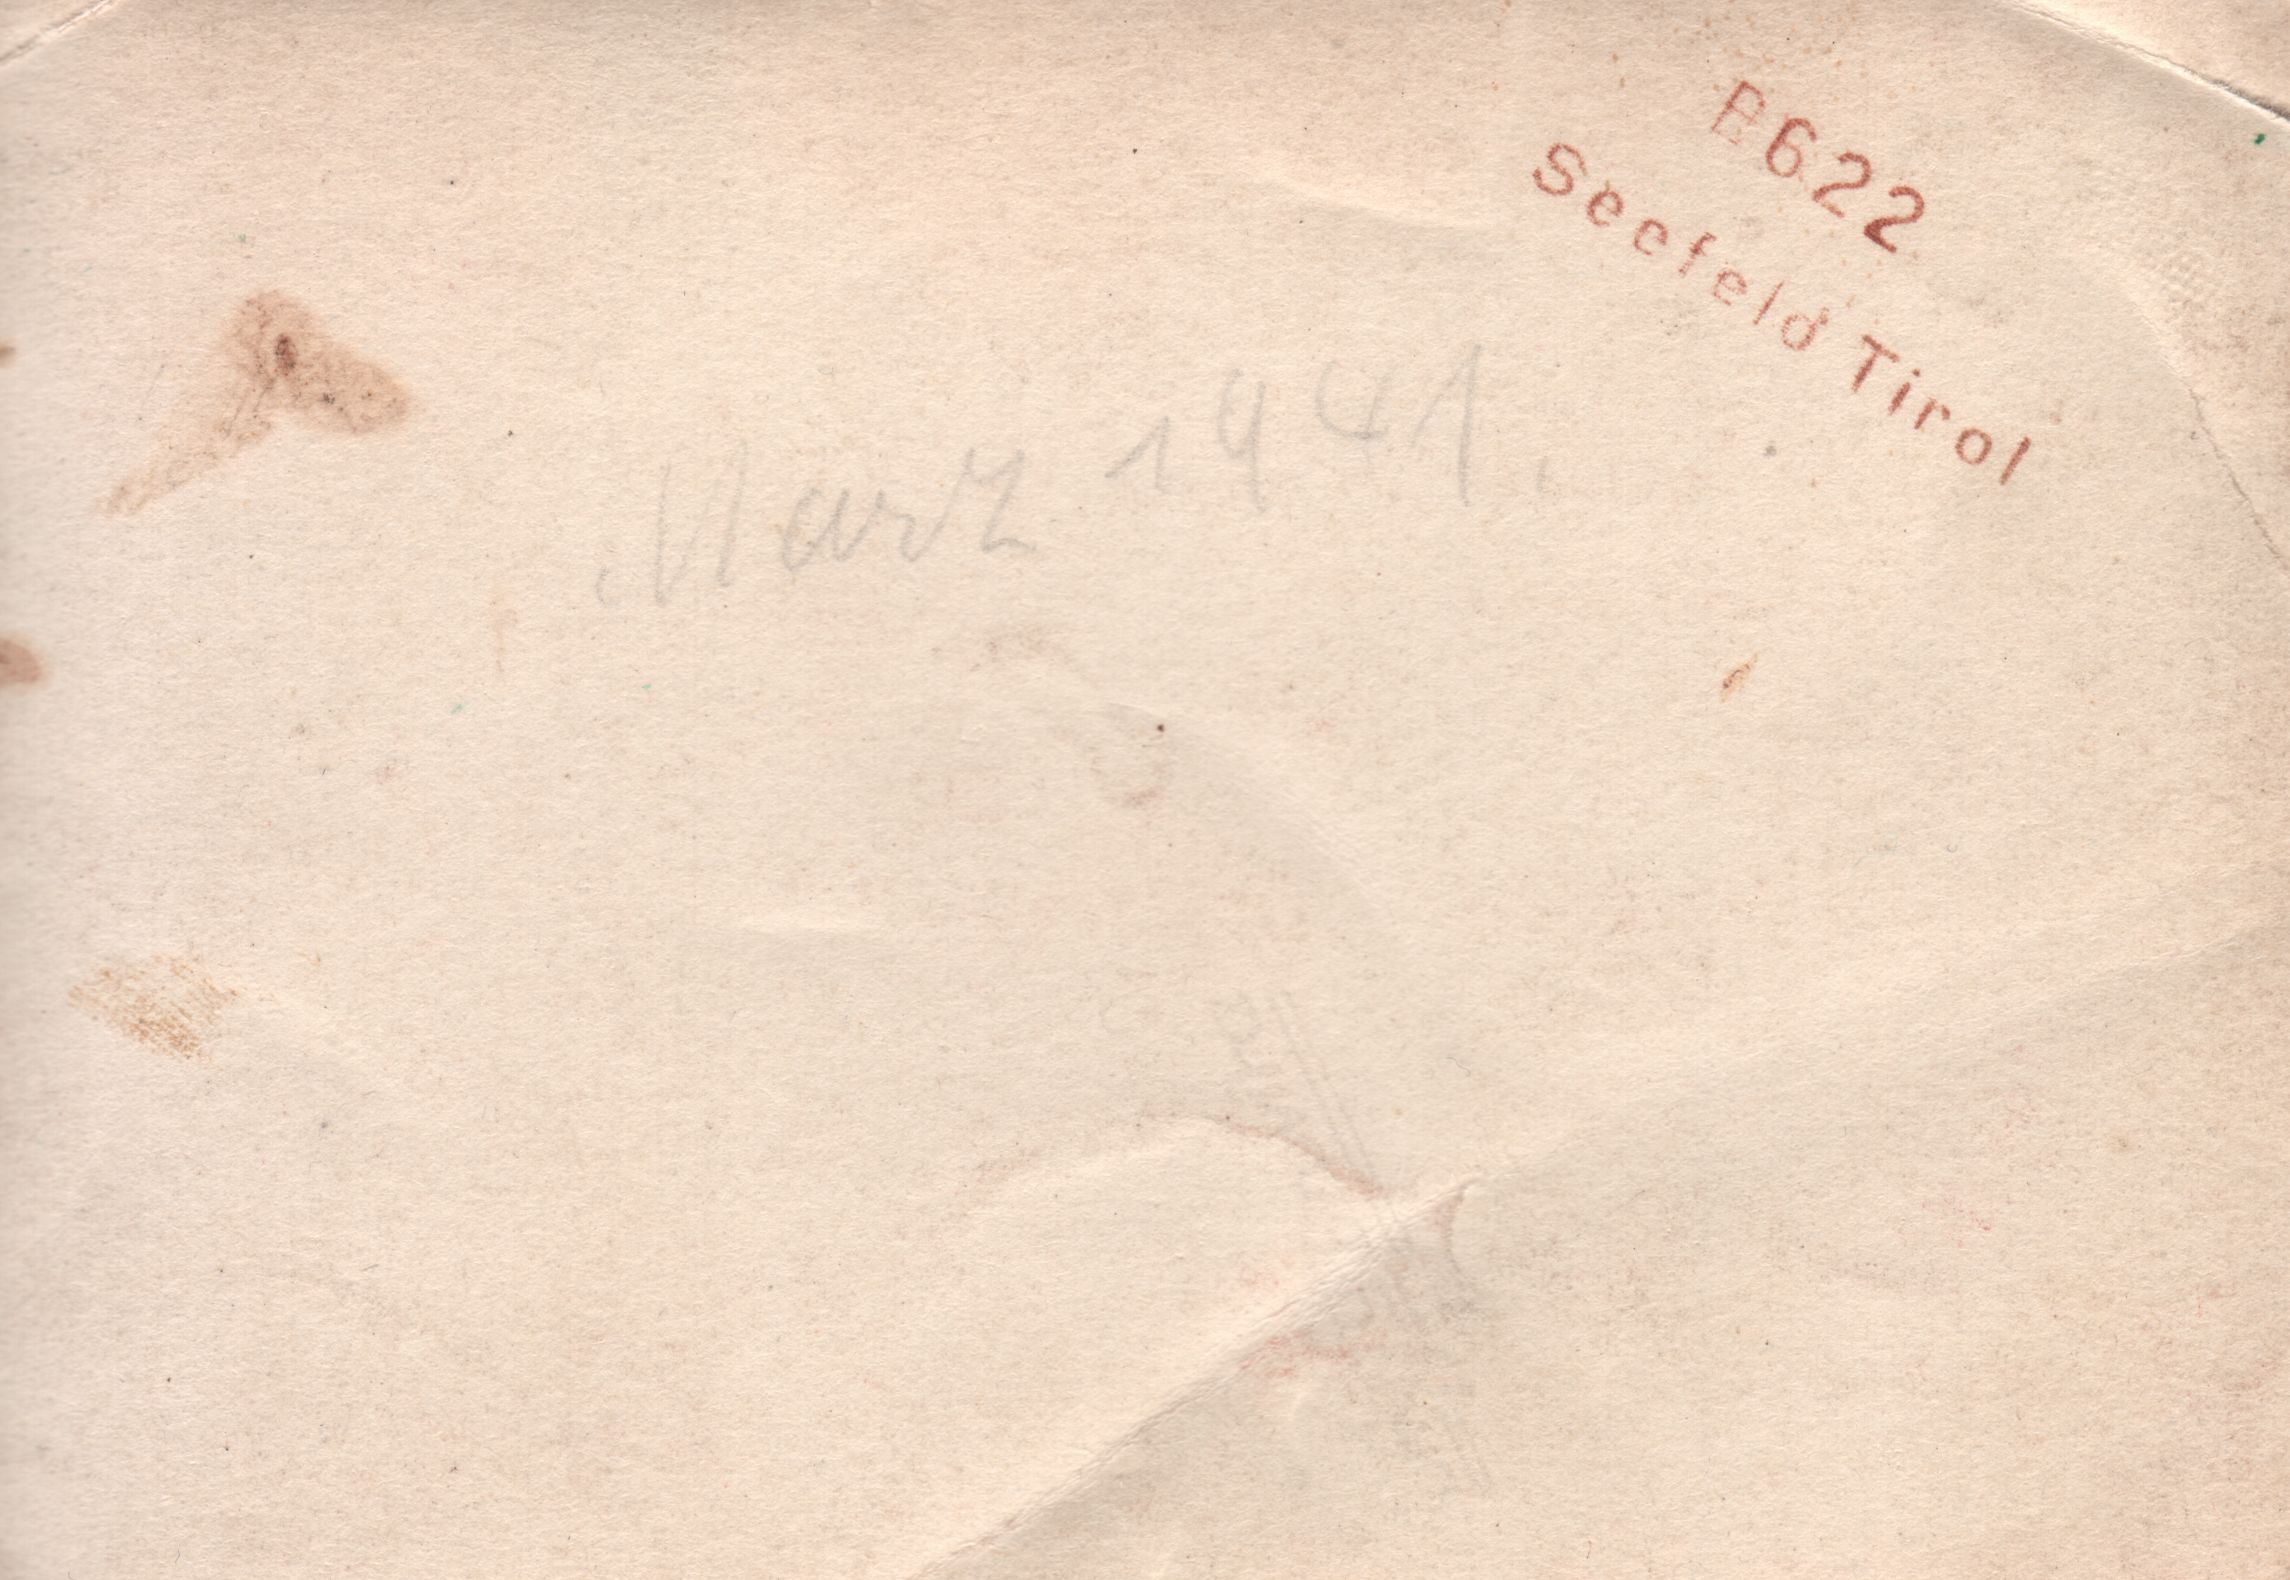 B622
Seefeld Tirol
März 1941.